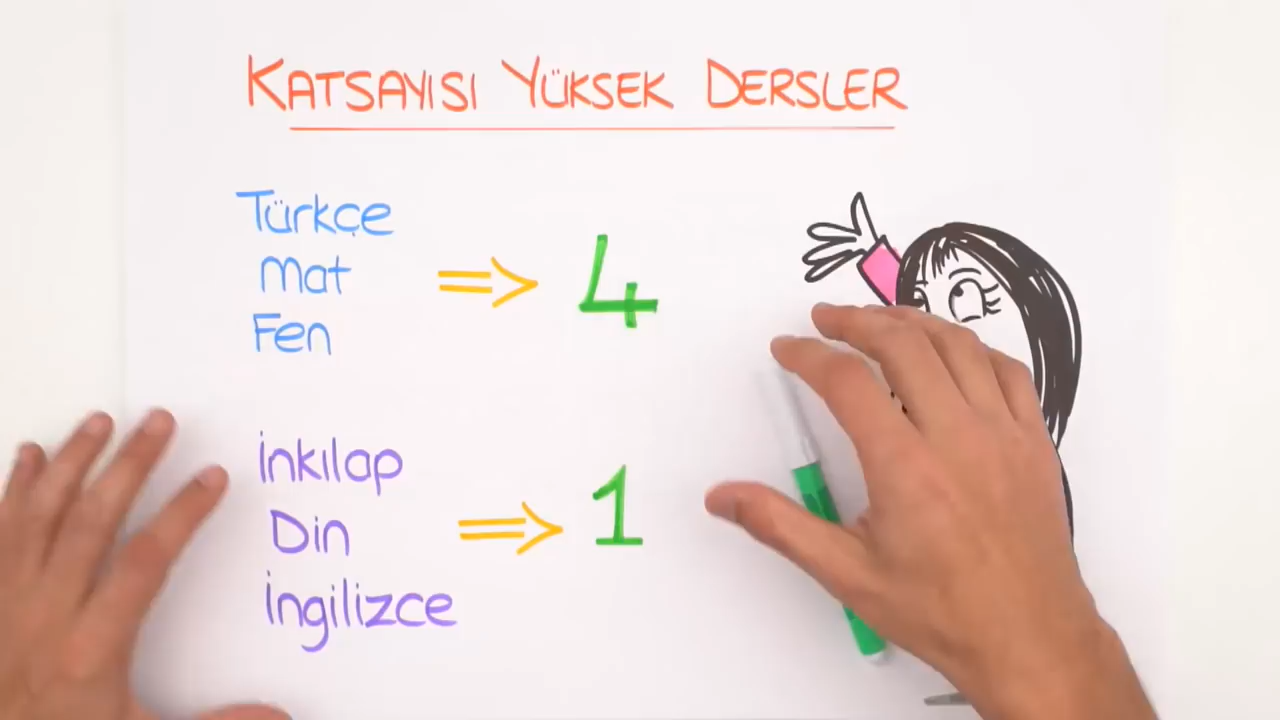 KATSAYISI YÜKSEK DERSLER
Türkçe
Mat
Fen
⇒ 4
İnkılap
Din
İngilizce
⇒ 1